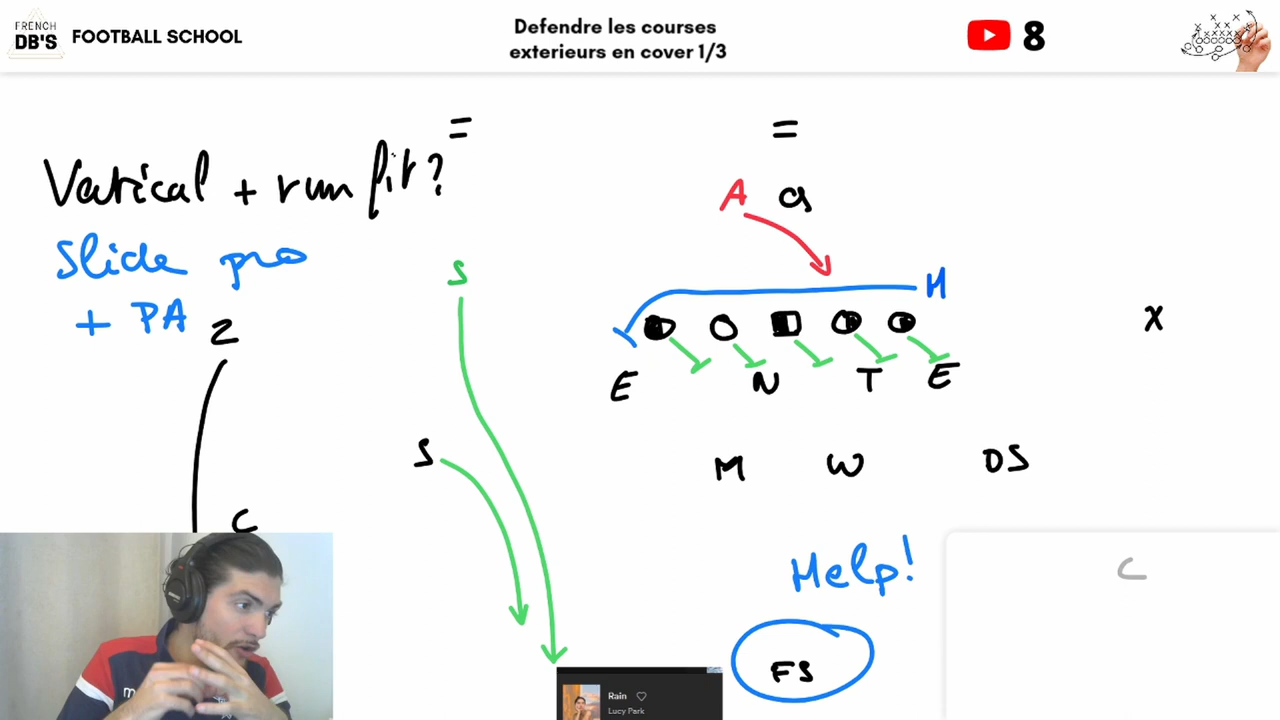 FRENCH
DB'S
FOOTBALL SCHOOL
Defendre les courses
exterieurs en cover 1/3
8
=
=
Vertical + run fit?
A
a
Slide pro
+ PA
S
H
Z
X
E
N
T
E
S
M
W
DS
C
Help!
C
FS
Rain
Lucy Park